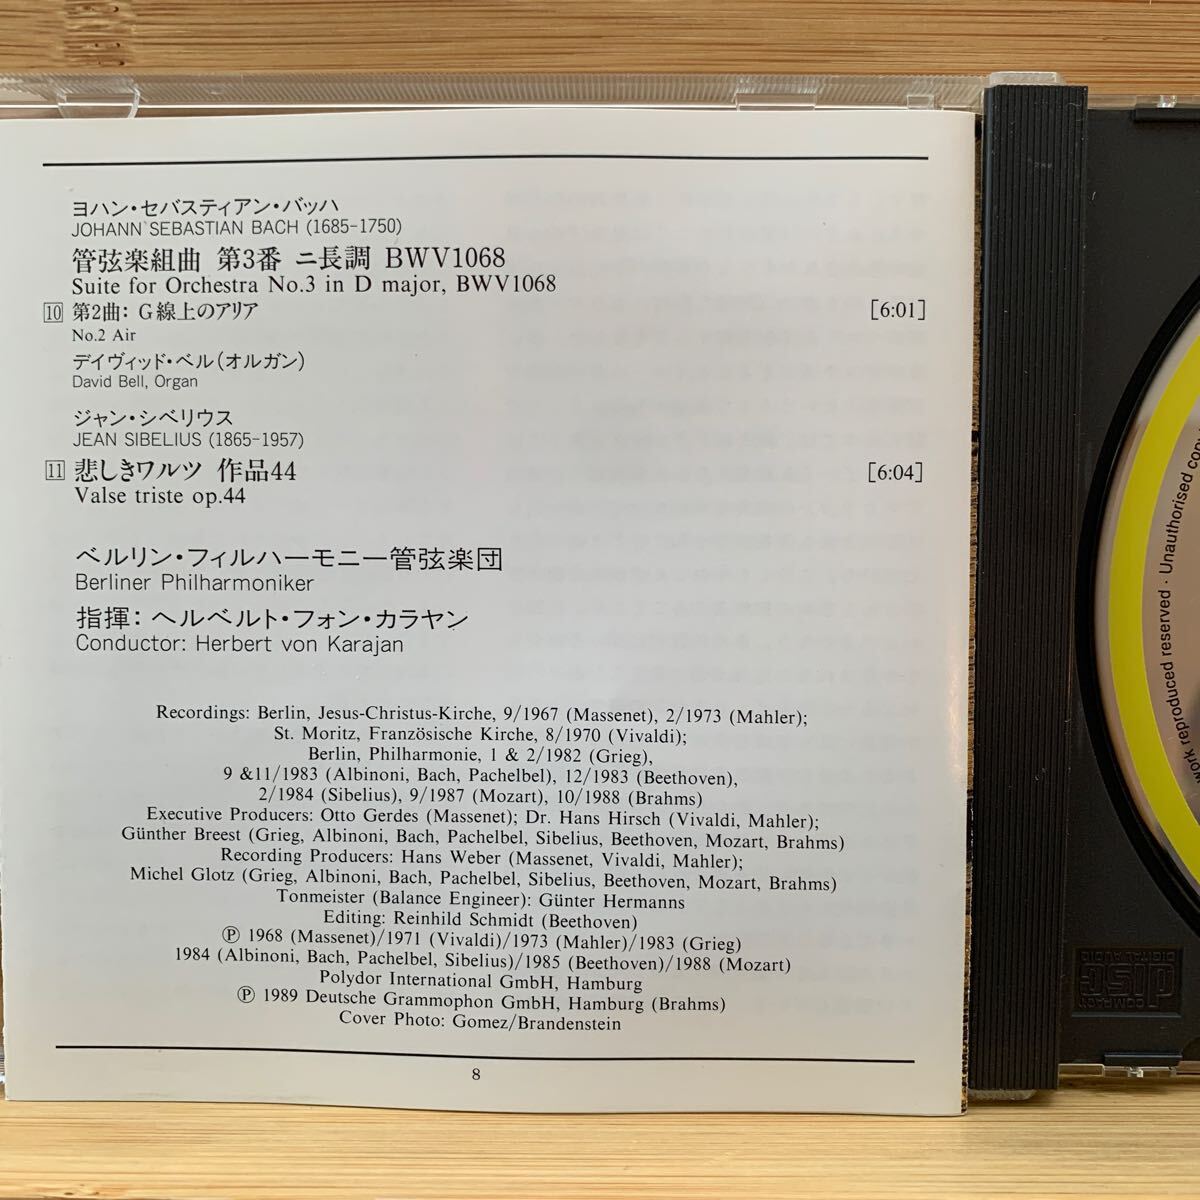 ヨハン・セバスティアン・バッハ
JOHANN SEBASTIAN BACH (1685-1750)
管弦楽組曲 第3番 ニ長調 BWV1068
Suite for Orchestra No.3 in D major, BWV1068
10 第2曲: G線上のアリア [6:01]
No.2 Air
デイヴィッド・ベル(オルガン)
David Bell, Organ
ジャン・シベリウス
JEAN SIBELIUS (1865-1957)
11 悲しきワルツ 作品44 [6:04]
Valse triste op.44
ベルリン・フィルハーモニー管弦楽団
Berliner Philharmoniker
指揮: ヘルベルト・フォン・カラヤン
Conductor: Herbert von Karajan
Recordings: Berlin, Jesus-Christus-Kirche, 9/1967 (Massenet), 2/1973 (Mahler);
St. Moritz, Französische Kirche, 8/1970 (Vivaldi);
Berlin, Philharmonie, 1 & 2/1982 (Grieg),
9 &11/1983 (Albinoni, Bach, Pachelbel), 12/1983 (Beethoven),
2/1984 (Sibelius), 9/1987 (Mozart), 10/1988 (Brahms)
Executive Producers: Otto Gerdes (Massenet); Dr. Hans Hirsch (Vivaldi, Mahler);
Günther Breest (Grieg, Albinoni, Bach, Pachelbel, Sibelius, Beethoven, Mozart, Brahms)
Recording Producers: Hans Weber (Massenet, Vivaldi, Mahler);
Michel Glotz (Grieg, Albinoni, Bach, Pachelbel, Sibelius, Beethoven, Mozart, Brahms)
Tonmeister (Balance Engineer): Günter Hermanns
Editing: Reinhild Schmidt (Beethoven)
Ⓟ 1968 (Massenet)/1971 (Vivaldi)/1973 (Mahler)/1983 (Grieg)
1984 (Albinoni, Bach, Pachelbel, Sibelius)/1985 (Beethoven)/1988 (Mozart)
Polydor International GmbH, Hamburg
Ⓟ 1989 Deutsche Grammophon GmbH, Hamburg (Brahms)
Cover Photo: Gomez/Brandenstein
8
work reproduced reserved · Unauthorised
COMPACT
disc
DIGITAL AUDIO